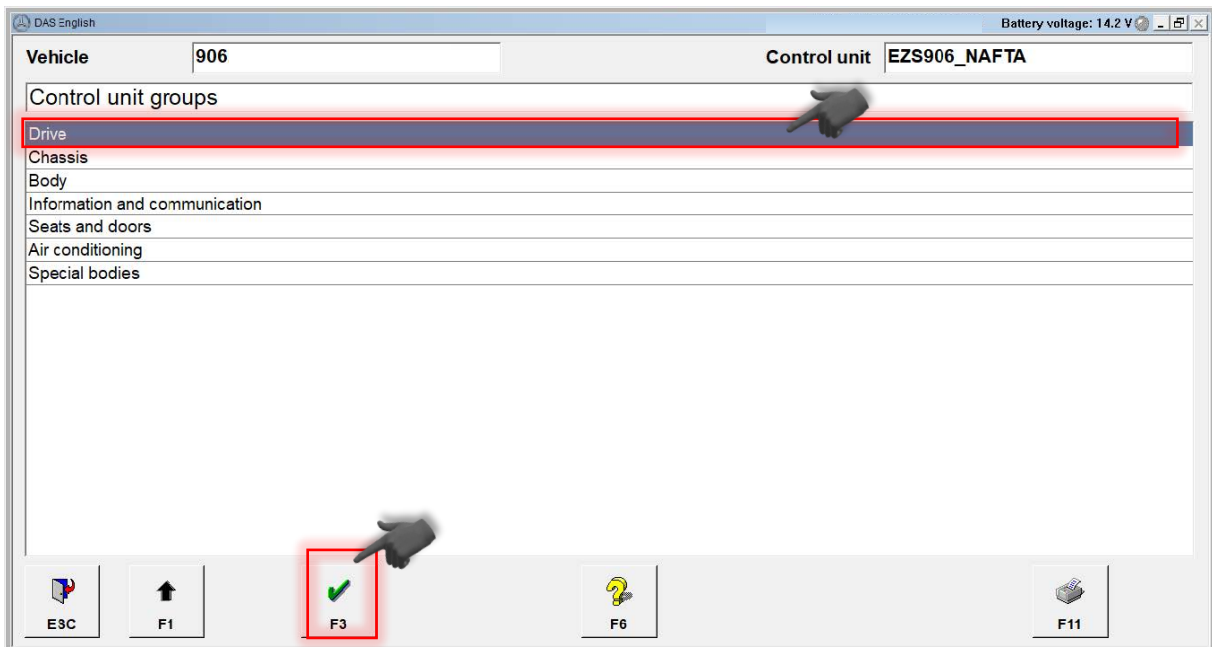 DAS English Battery voltage: 14.2 V
Vehicle 906 Control unit EZS906_NAFTA
Control unit groups
Drive
Chassis
Body
Information and communication
Seats and doors
Air conditioning
Special bodies
ESC F1 F3 F6 F11